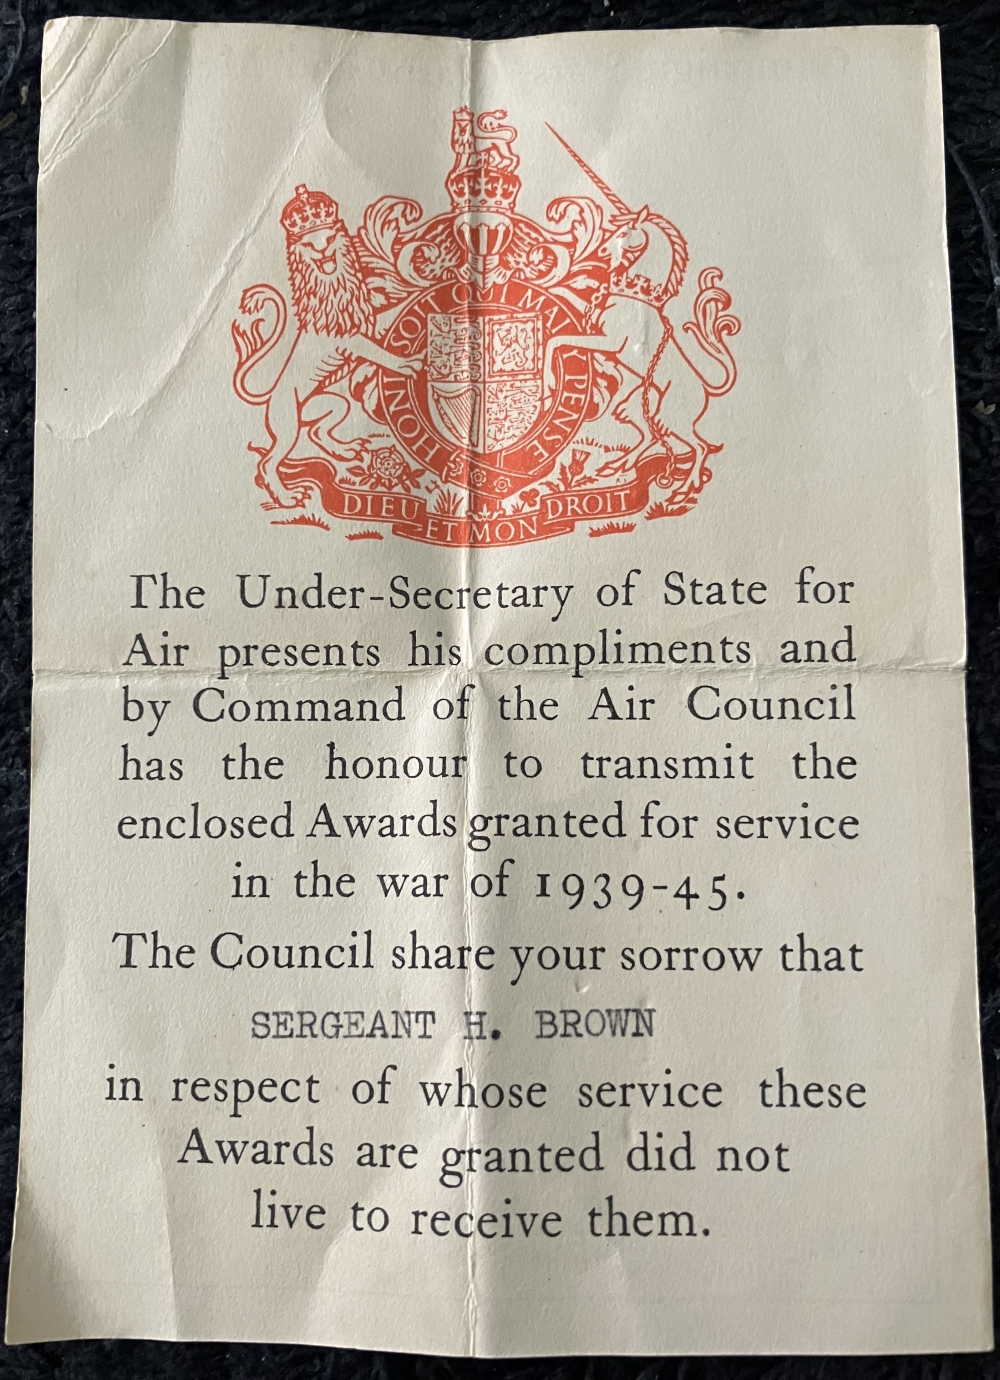 HONI SOIT QUI MAL Y PENSE
DIEU ET MON DROIT
The Under-Secretary of State for
Air presents his compliments and
by Command of the Air Council
has the honour to transmit the
enclosed Awards granted for service
in the war of 1939-45.
The Council share your sorrow that
SERGEANT H. BROWN
in respect of whose service these
Awards are granted did not
live to receive them.